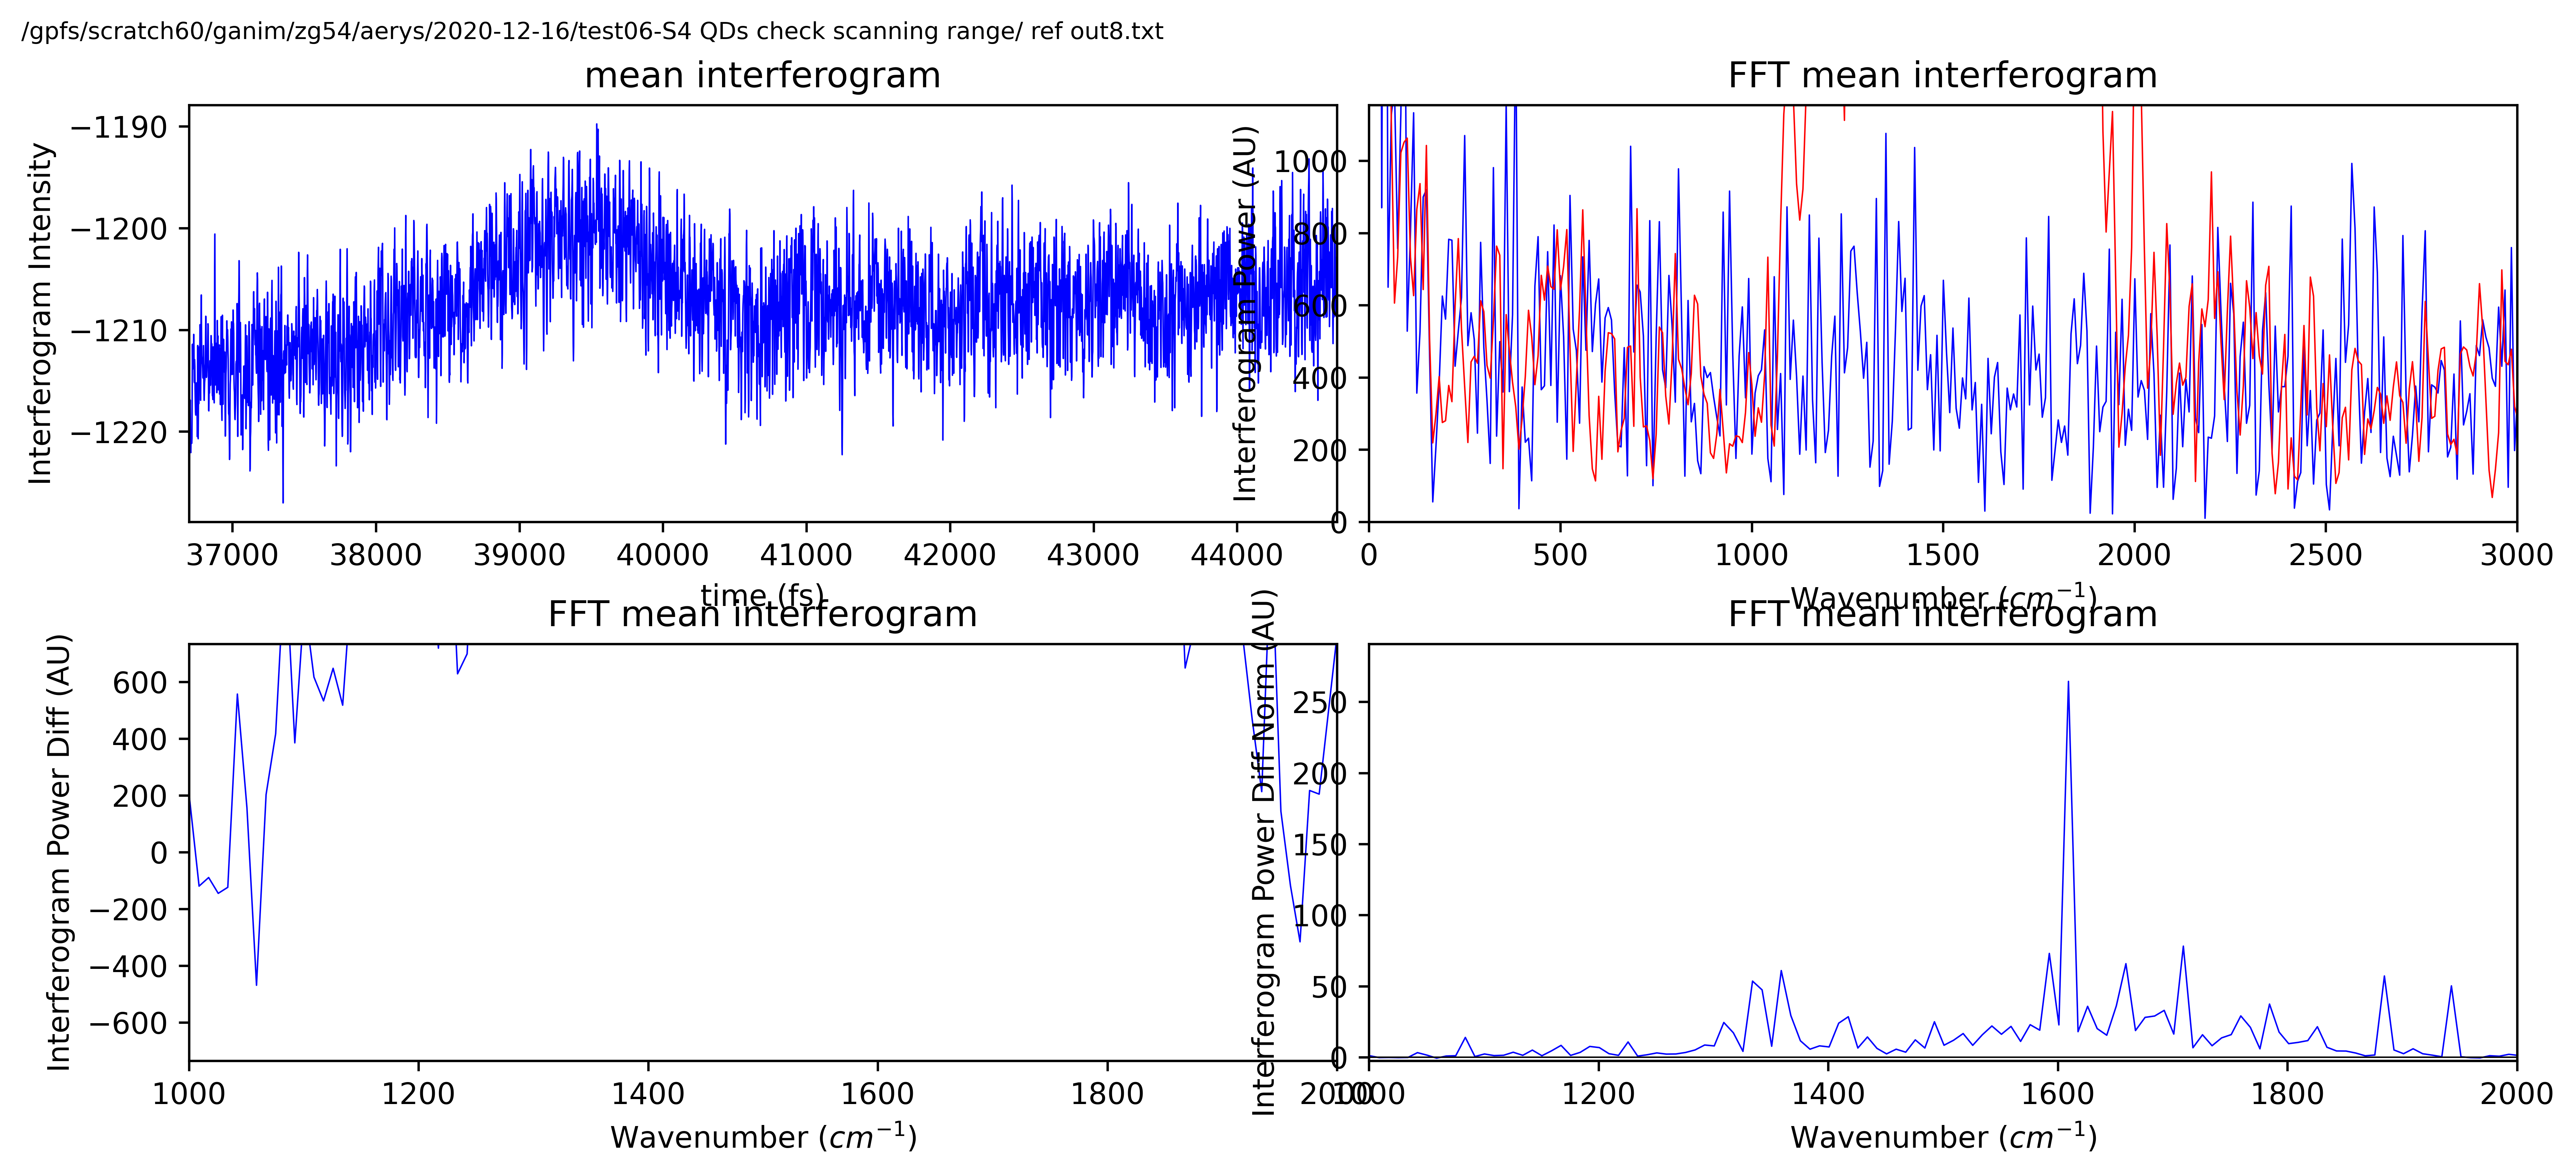 /gpfs/scratch60/ganim/zg54/aerys/2020-12-16/test06-S4 QDs check scanning range/ ref out8.txt
mean interferogram
Interferogram Intensity
−1190
−1200
−1210
−1220
37000 38000 39000 40000 41000 42000 43000 44000
time (fs)
FFT mean interferogram
Interferogram Power (AU)
1000
800
600
400
200
0
0 500 1000 1500 2000 2500 3000
Wavenumber (cm⁻¹)
FFT mean interferogram
Interferogram Power Diff (AU)
600
400
200
0
−200
−400
−600
1000 1200 1400 1600 1800 2000
Wavenumber (cm⁻¹)
FFT mean interferogram
Interferogram Power Diff Norm (AU)
250
200
150
100
50
0
1000 1200 1400 1600 1800 2000
Wavenumber (cm⁻¹)